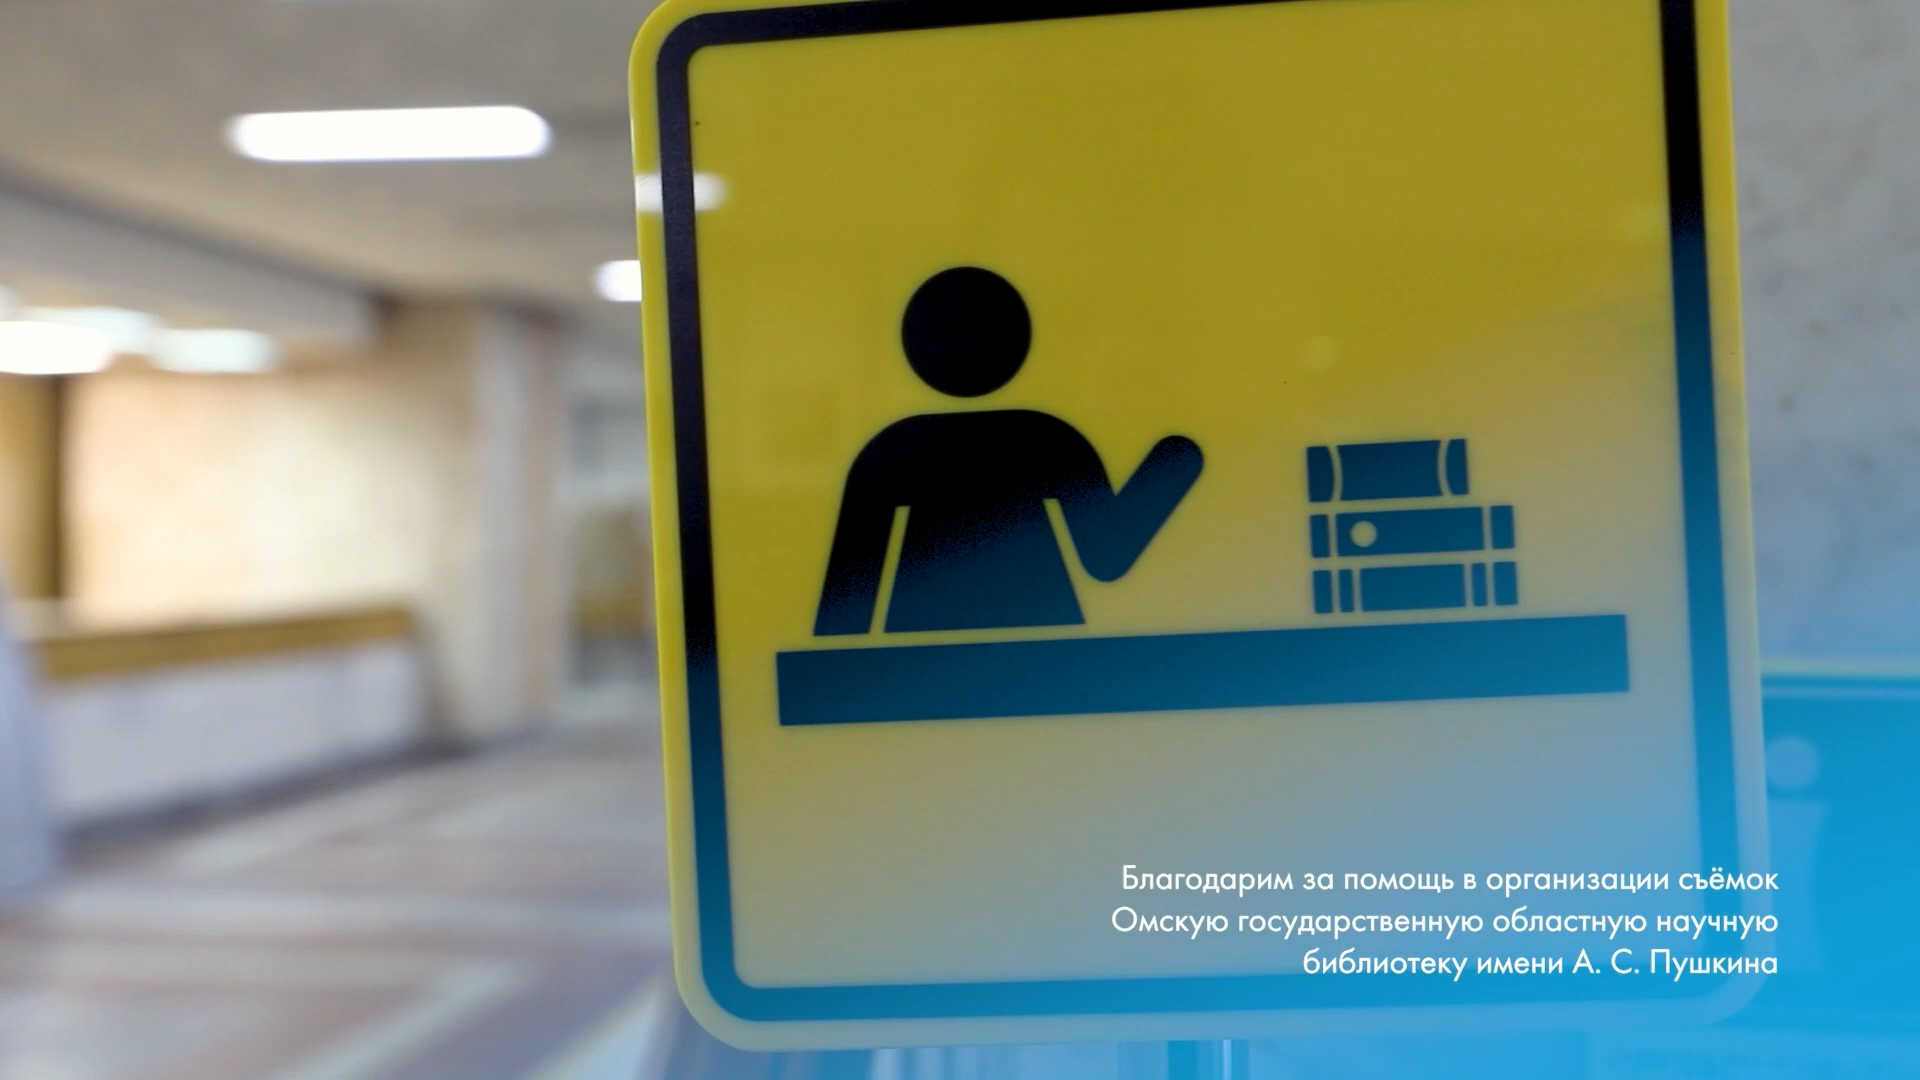 Благодарим за помощь в организации съёмок
Омскую государственную областную научную
библиотеку имени А. С. Пушкина